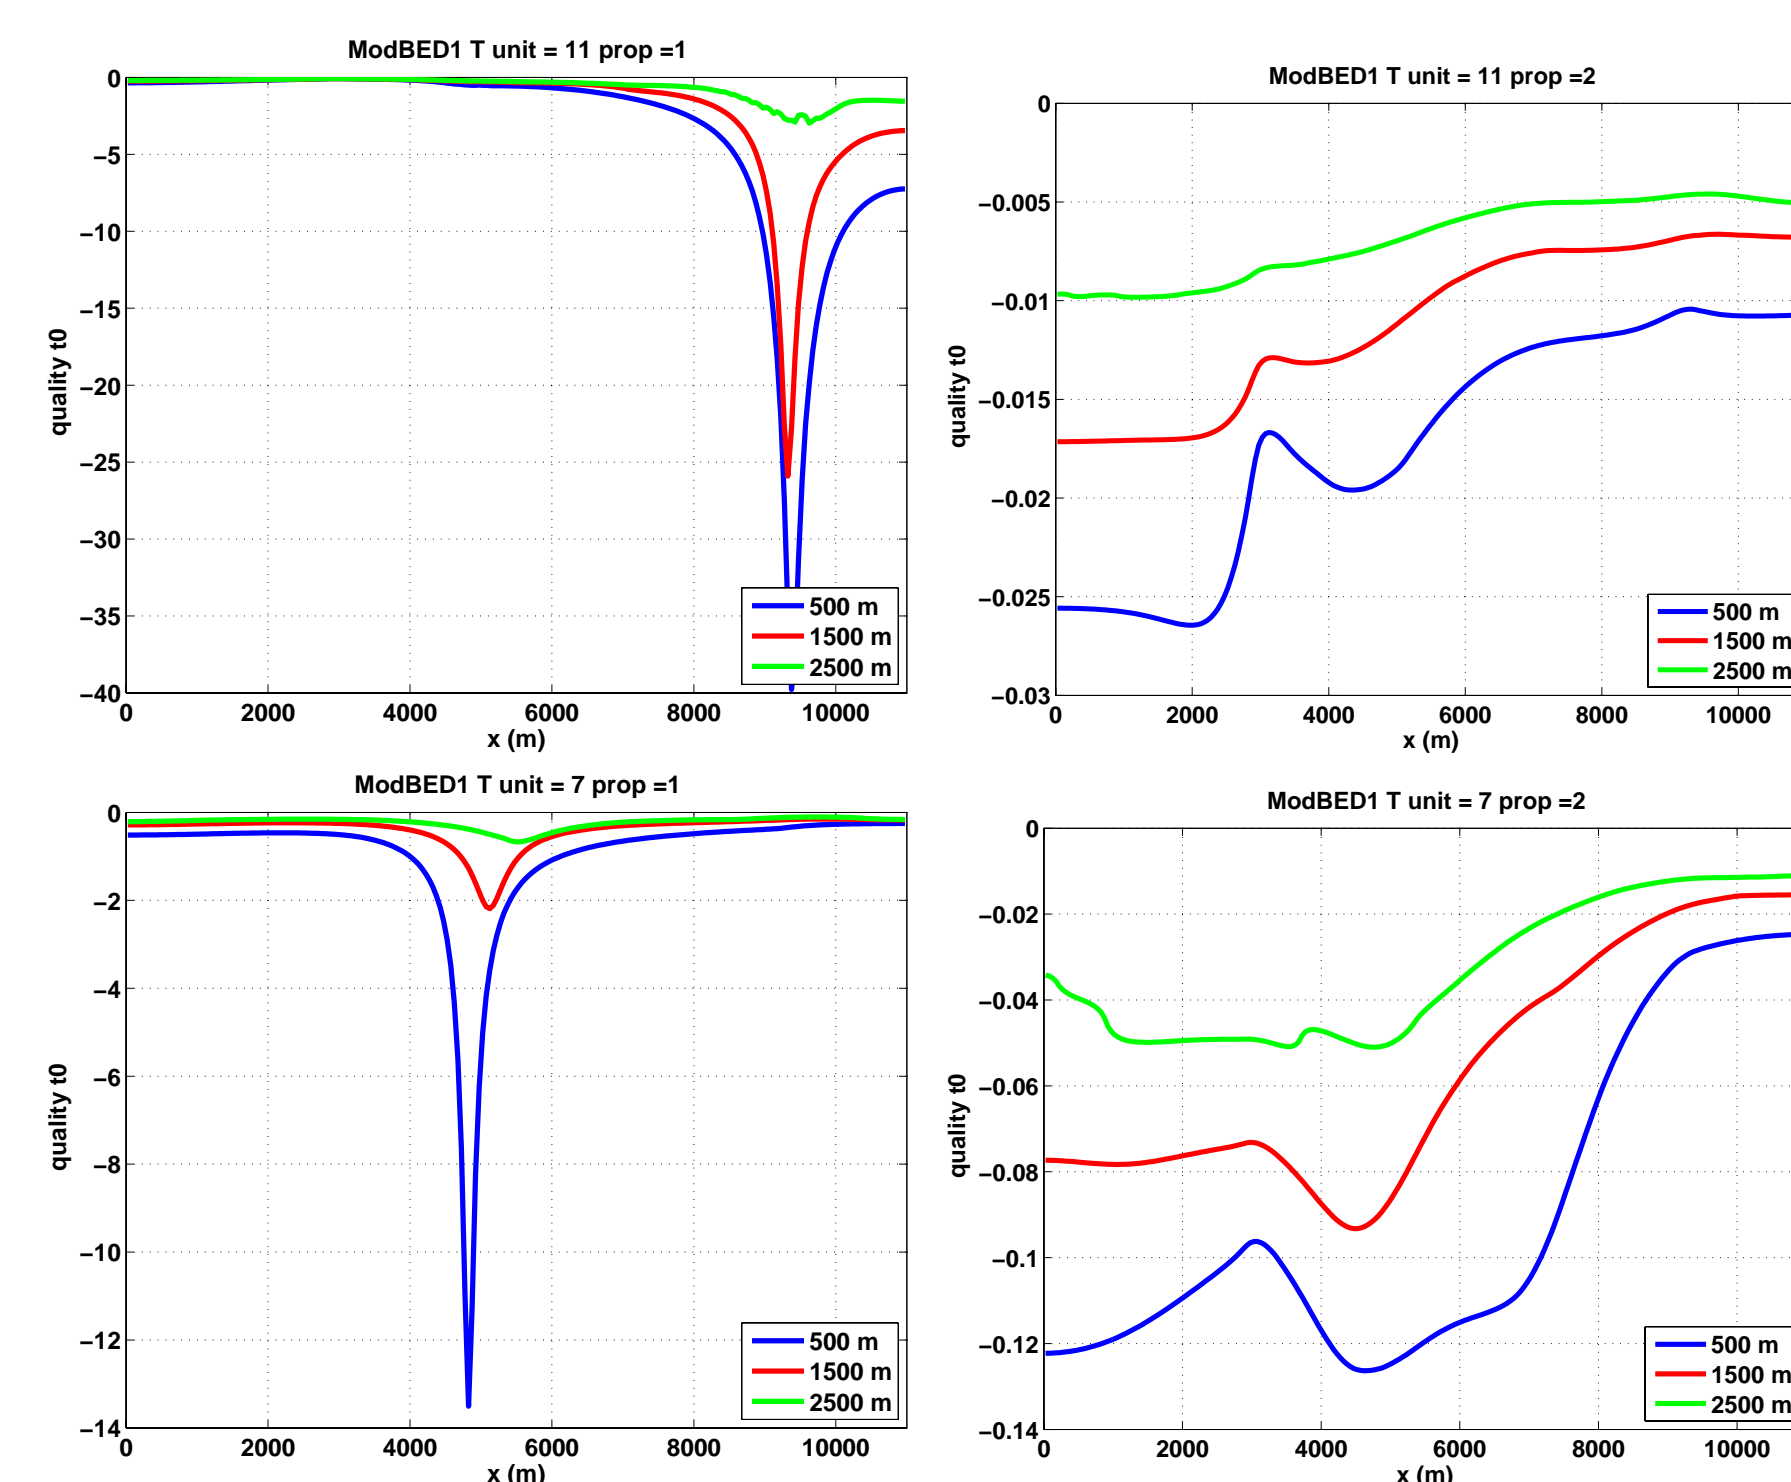 ModBED1 T unit = 11 prop =1
0
−5
−10
−15
−20
−25
−30
−35
−40
quality t0
500 m
1500 m
2500 m
0 2000 4000 6000 8000 10000
x (m)
ModBED1 T unit = 11 prop =2
0
−0.005
−0.01
−0.015
−0.02
−0.025
−0.03
quality t0
500 m
1500 m
2500 m
0 2000 4000 6000 8000 10000
x (m)
ModBED1 T unit = 7 prop =1
0
−2
−4
−6
−8
−10
−12
−14
quality t0
500 m
1500 m
2500 m
0 2000 4000 6000 8000 10000
x (m)
ModBED1 T unit = 7 prop =2
0
−0.02
−0.04
−0.06
−0.08
−0.1
−0.12
−0.14
quality t0
500 m
1500 m
2500 m
0 2000 4000 6000 8000 10000
x (m)